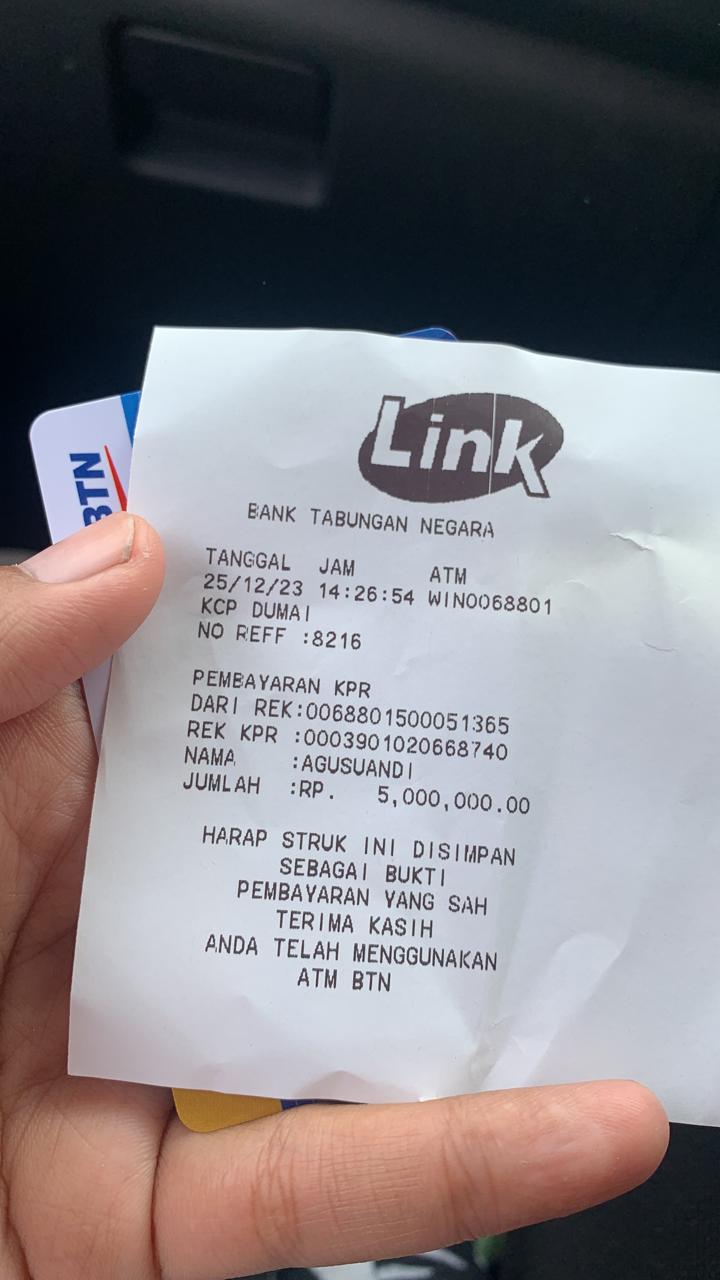 BTN
Link
BANK TABUNGAN NEGARA
TANGGAL JAM ATM
25/12/23 14:26:54 WIN0068801
KCP DUMAI
NO REFF :8216
PEMBAYARAN KPR
DARI REK:0068801500051365
REK KPR :0003901020668740
NAMA :AGUSUANDI
JUMLAH :RP. 5,000,000.00
HARAP STRUK INI DISIMPAN
SEBAGAI BUKTI
PEMBAYARAN YANG SAH
TERIMA KASIH
ANDA TELAH MENGGUNAKAN
ATM BTN